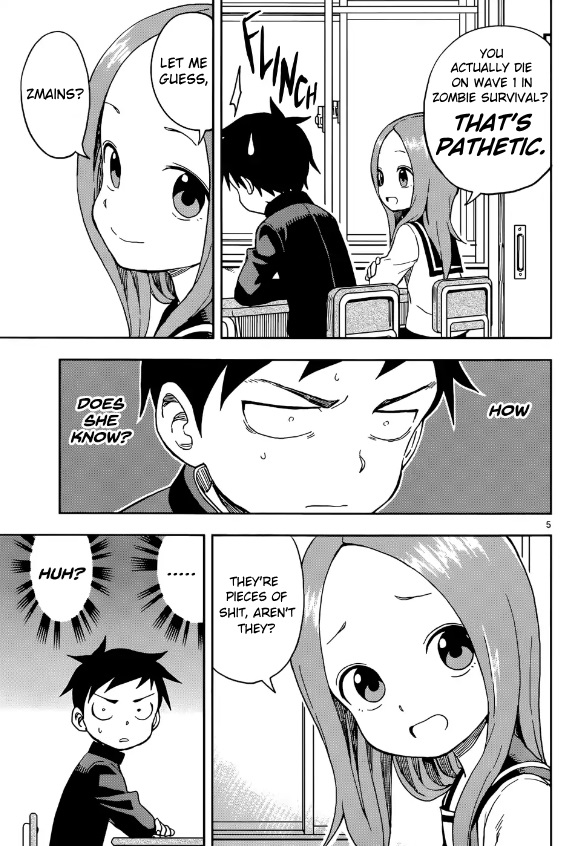 YOU
ACTUALLY DIE
ON WAVE 1 IN
ZOMBIE SURVIVAL?
THAT'S
PATHETIC.
FLINCH
LET ME
GUESS,
ZMAINS?
HOW
DOES
SHE
KNOW?
5
THEY'RE
PIECES OF
SHIT, AREN'T
THEY?
.....
HUH?